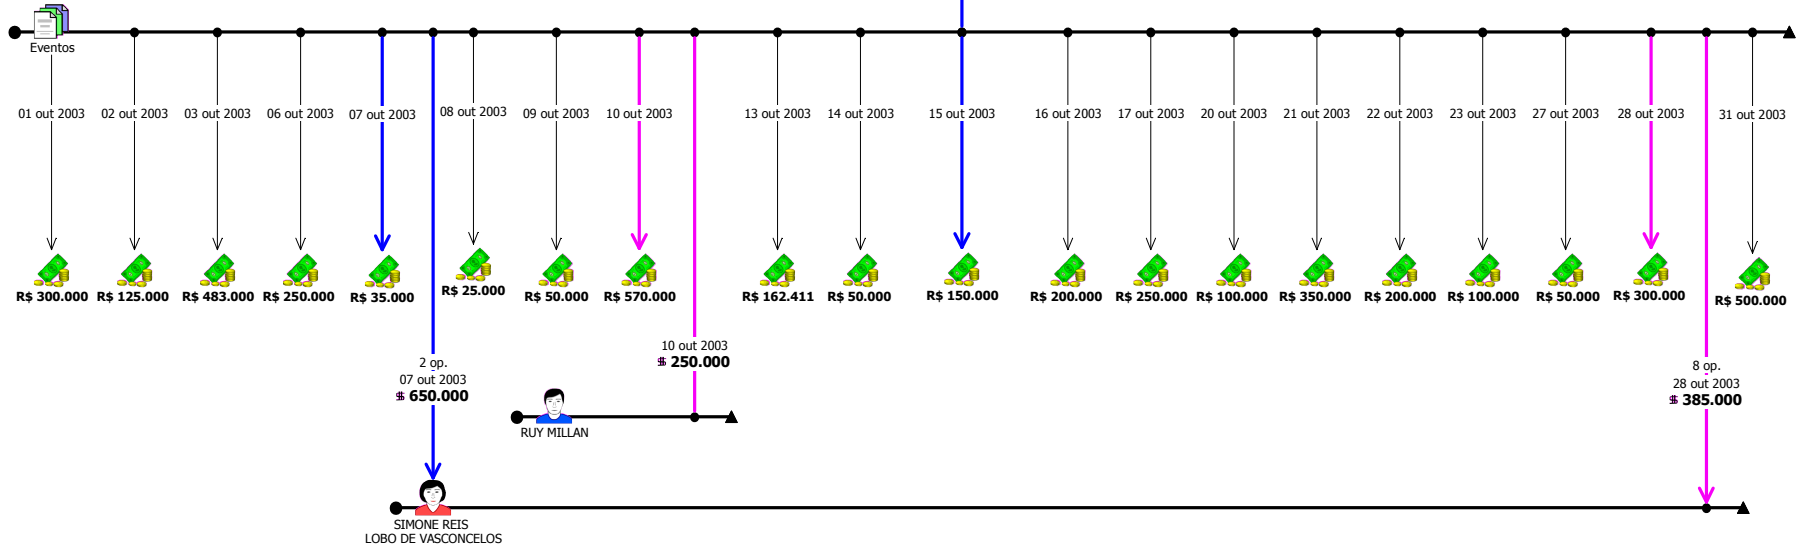 Eventos
01 out 2003
02 out 2003
03 out 2003
06 out 2003
07 out 2003
08 out 2003
09 out 2003
10 out 2003
13 out 2003
14 out 2003
15 out 2003
16 out 2003
17 out 2003
20 out 2003
21 out 2003
22 out 2003
23 out 2003
27 out 2003
28 out 2003
31 out 2003
R$ 300.000
R$ 125.000
R$ 483.000
R$ 250.000
R$ 35.000
R$ 25.000
R$ 50.000
R$ 570.000
R$ 162.411
R$ 50.000
R$ 150.000
R$ 200.000
R$ 250.000
R$ 100.000
R$ 350.000
R$ 200.000
R$ 100.000
R$ 50.000
R$ 300.000
R$ 500.000
10 out 2003
$ 250.000
2 op.
07 out 2003
$ 650.000
8 op.
28 out 2003
$ 385.000
RUY MILLAN
SIMONE REIS
LOBO DE VASCONCELOS